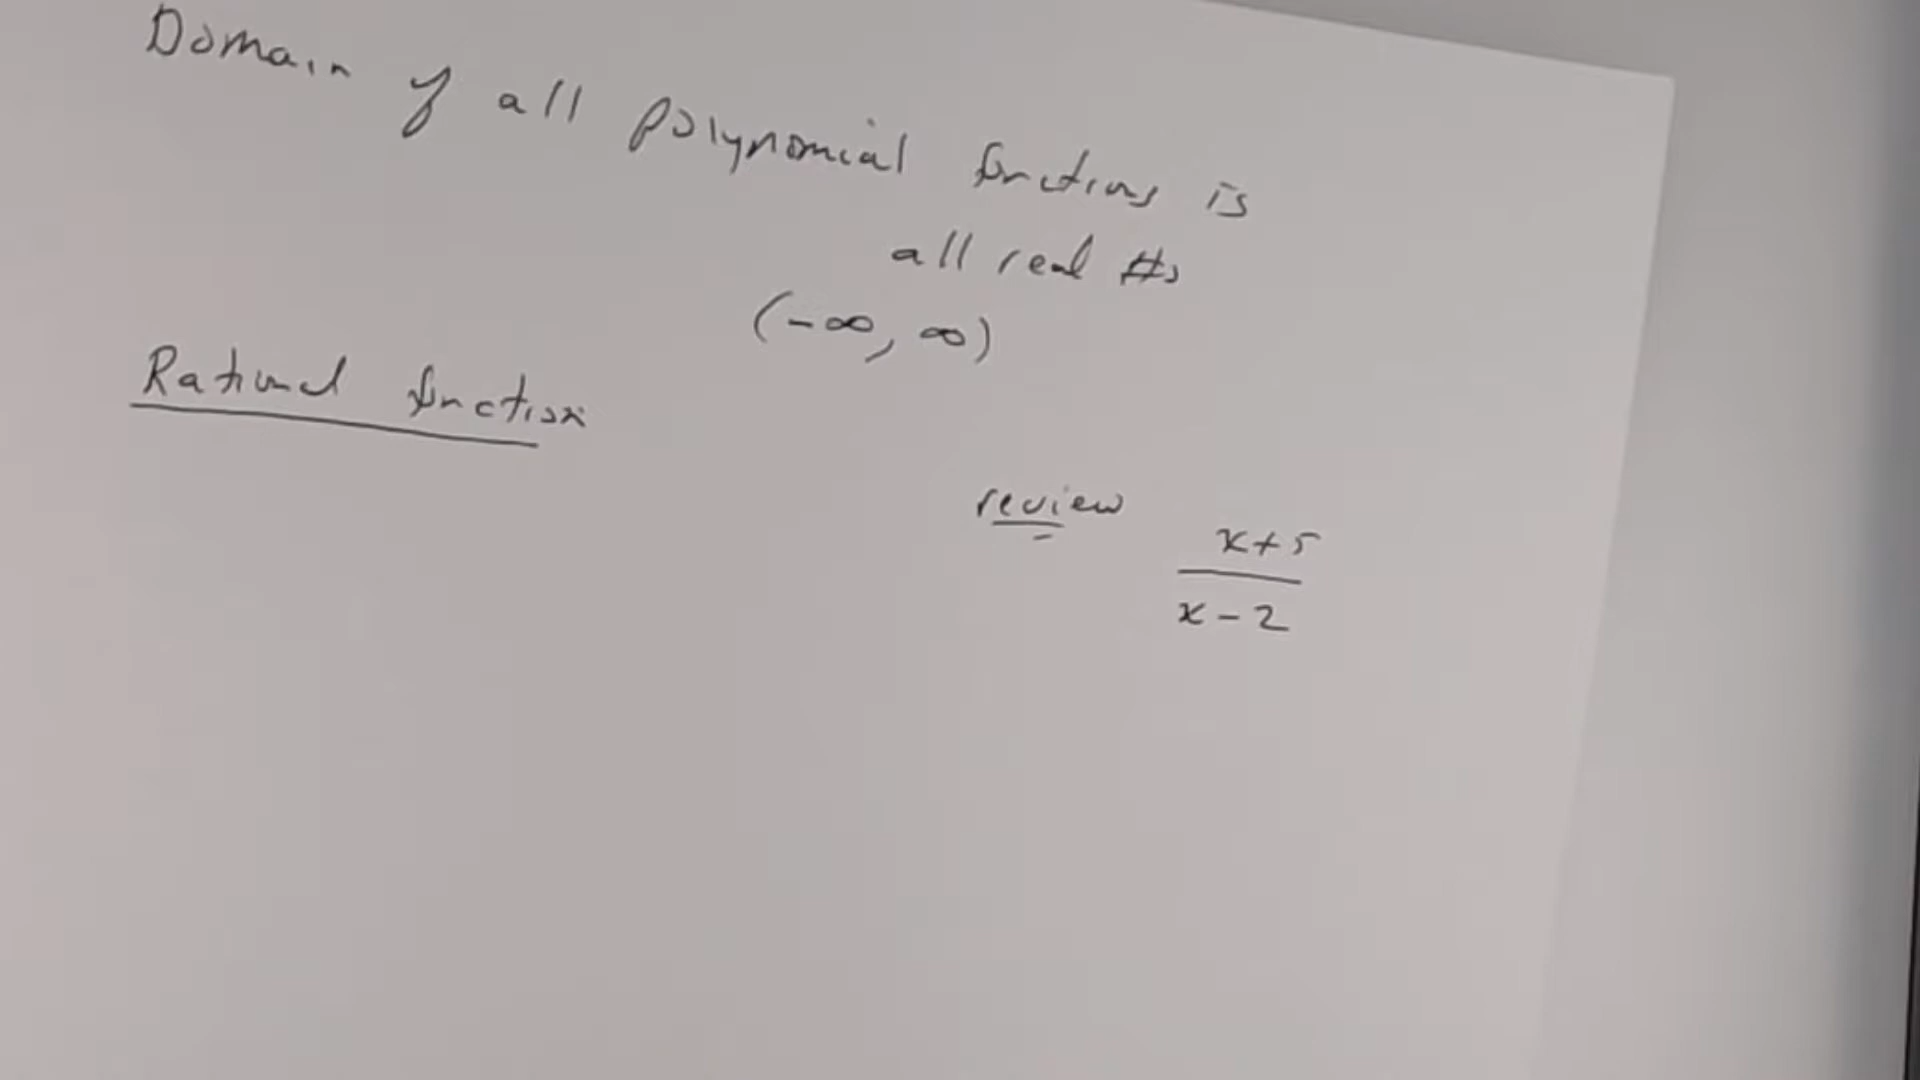 Domain of all polynomial functions is
all real #s
(-∞, ∞)
Rational function
review
x+5
x-2